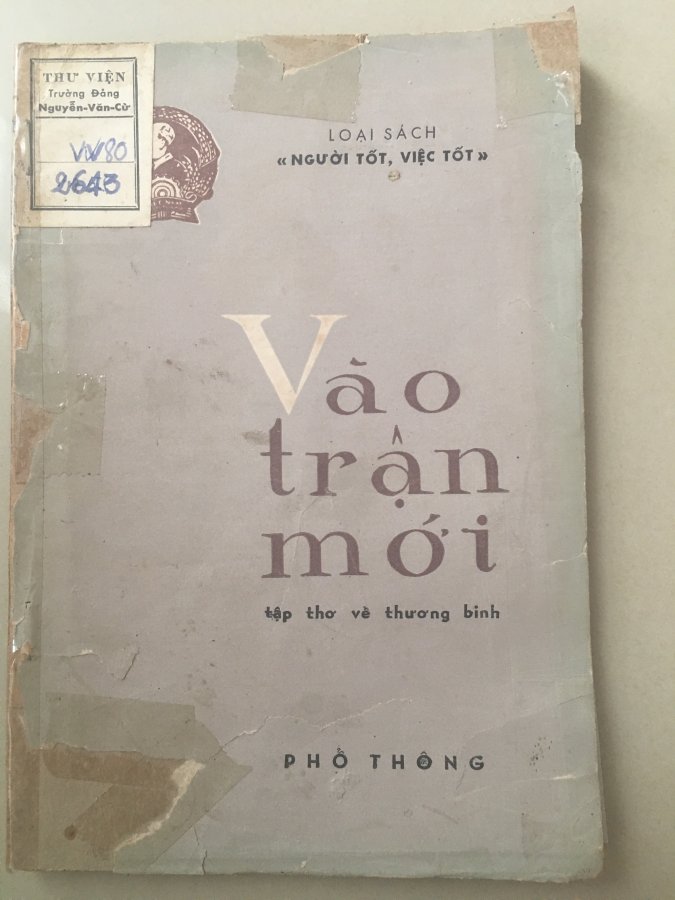 THƯ VIỆN
Trường Đảng
Nguyễn-Văn-Cừ
VV80
2643
LOẠI SÁCH
« NGƯỜI TỐT, VIỆC TỐT »
Vào
trận
mới
tập thơ về thương binh
PHỔ THÔNG